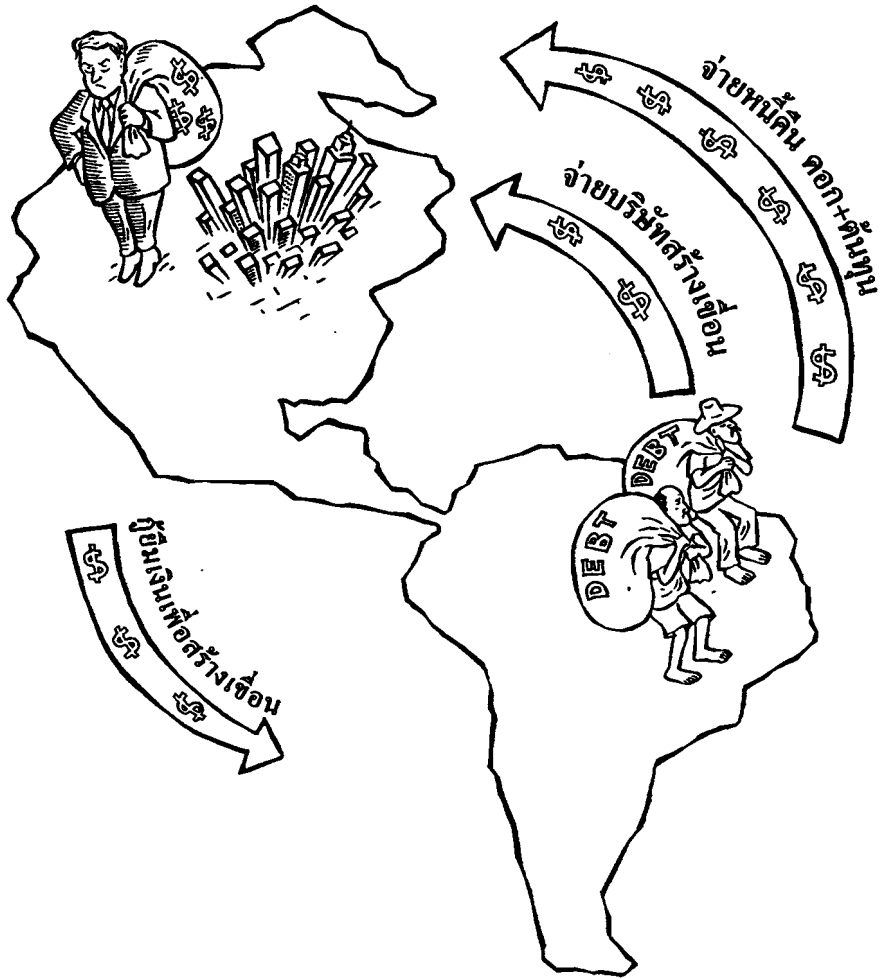 จ่ายหนี้คืน ดอก+ต้นทุน
$ $ $ $ $ $
จ่ายบริษัทสร้างเขื่อน
$ $
$ $ $
DEBT
DEBT
กู้ยืมเงินเพื่อสร้างเขื่อน
$ $ $